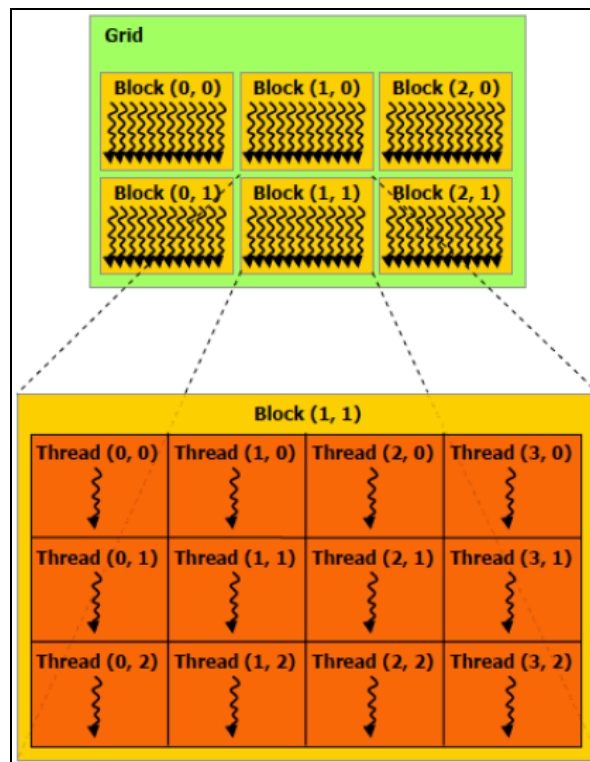 Grid
Block (0, 0) Block (1, 0) Block (2, 0)
Block (0, 1) Block (1, 1) Block (2, 1)
Block (1, 1)
Thread (0, 0) Thread (1, 0) Thread (2, 0) Thread (3, 0)
Thread (0, 1) Thread (1, 1) Thread (2, 1) Thread (3, 1)
Thread (0, 2) Thread (1, 2) Thread (2, 2) Thread (3, 2)